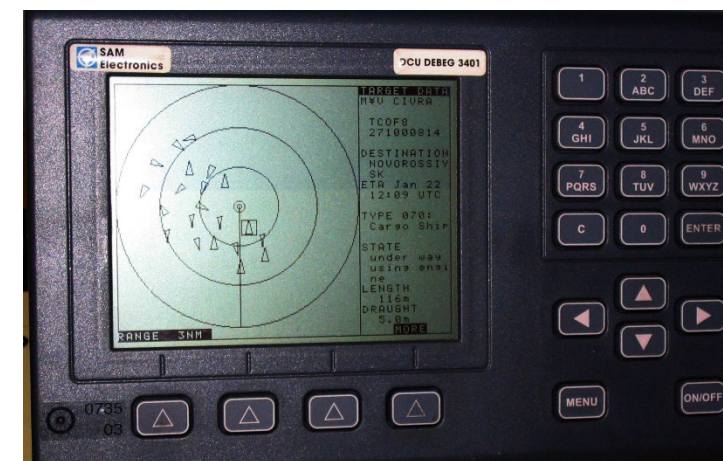 SAM
Electronics
DCU DEBEG 3401
TARGET DATA
M¥V CIVRA
TCOF8
271000814
DESTINATION
NOVOROSSIY
SK
ETA Jan 22
12:09 UTC
TYPE 070:
Cargo Ship
STATE
under way
using engi
ne
LENGTH
116m
DRAUGHT
5.0m
MORE
RANGE 3NM
1
2
ABC
3
DEF
4
GHI
5
JKL
6
MNO
7
PQRS
8
TUV
9
WXYZ
C
0
ENTER
MENU
ON/OFF
0735
03